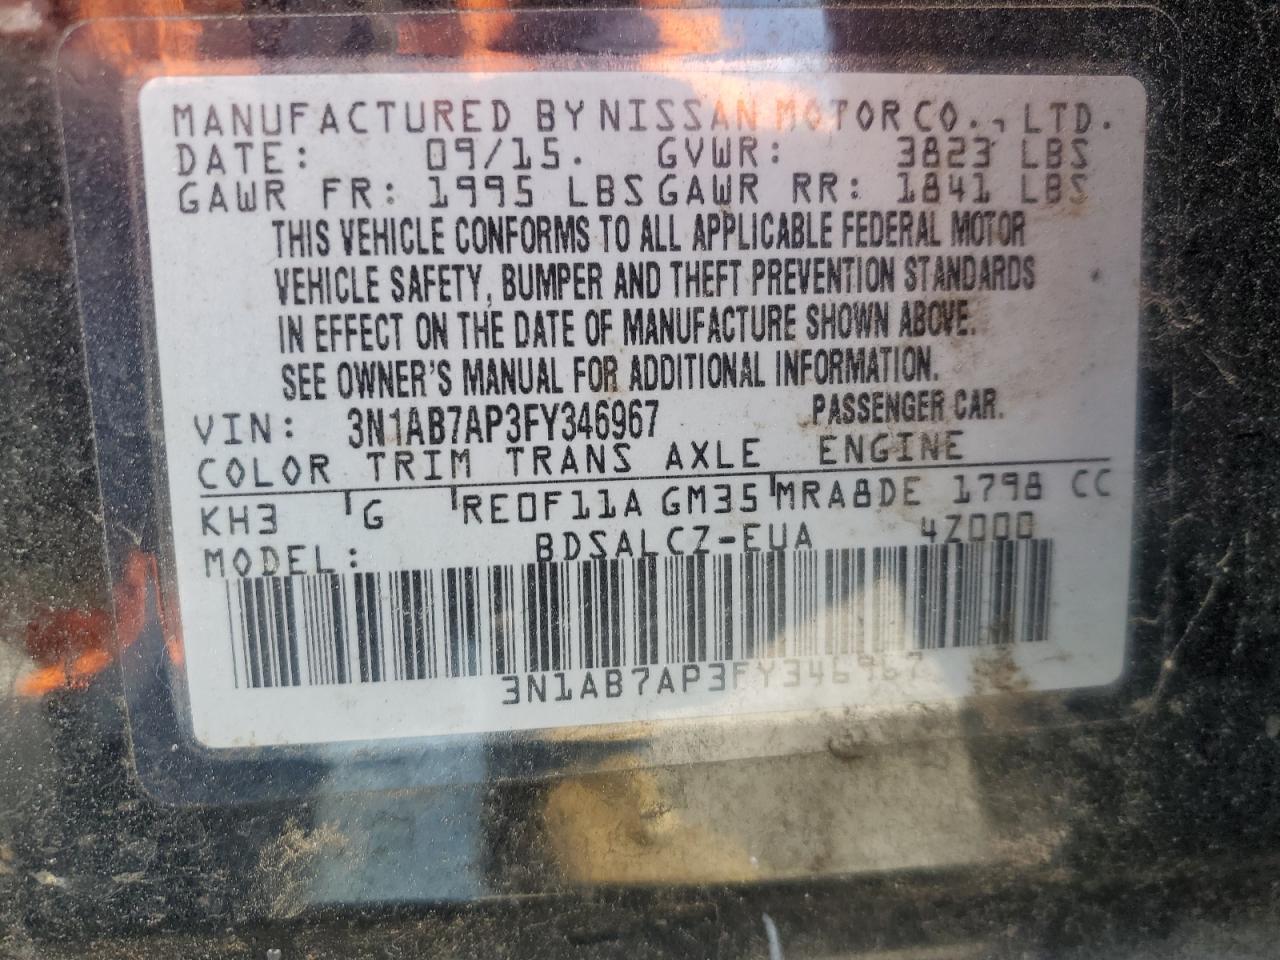 MANUFACTURED BY NISSAN MOTOR CO., LTD.
DATE: 09/15. GVWR: 3823 LBS
GAWR FR: 1995 LBS GAWR RR: 1841 LBS
THIS VEHICLE CONFORMS TO ALL APPLICABLE FEDERAL MOTOR
VEHICLE SAFETY, BUMPER AND THEFT PREVENTION STANDARDS
IN EFFECT ON THE DATE OF MANUFACTURE SHOWN ABOVE.
SEE OWNER'S MANUAL FOR ADDITIONAL INFORMATION.
VIN: 3N1AB7AP3FY346967 PASSENGER CAR.
COLOR TRIM TRANS AXLE ENGINE
KH3 G RE0F11A GM35 MRA8DE 1798 CC
MODEL: BDSALCZ-EUA 4Z000
3N1AB7AP3FY346967